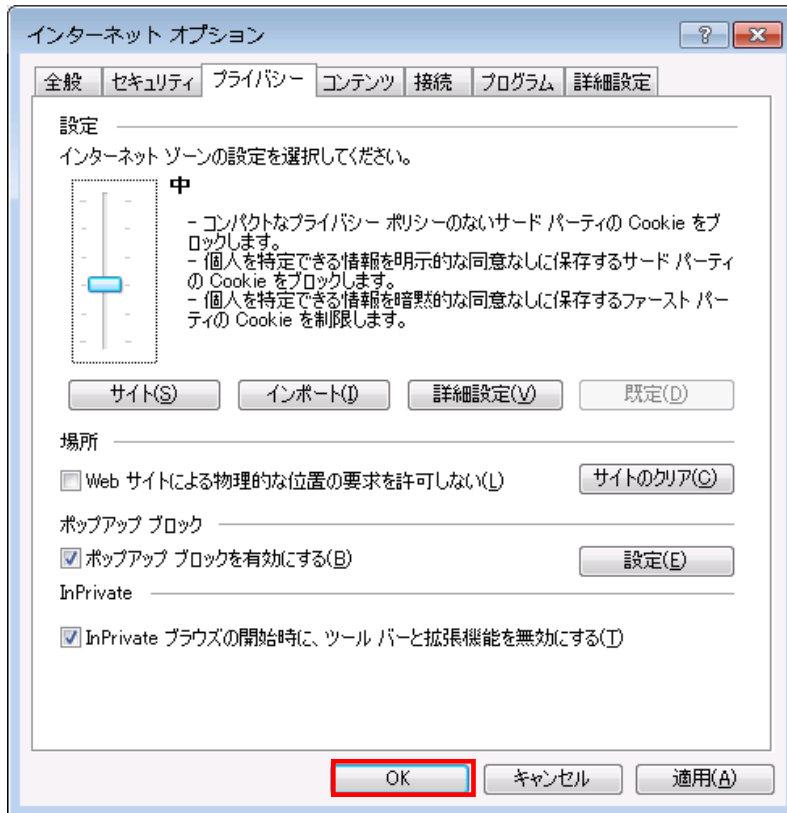 インターネット オプション
全般 セキュリティ プライバシー コンテンツ 接続 プログラム 詳細設定
設定
インターネット ゾーンの設定を選択してください。
中
- コンパクトなプライバシー ポリシーのないサード パーティの Cookie をブ
ロックします。
- 個人を特定できる情報を明示的な同意なしに保存するサード パーティ
の Cookie をブロックします。
- 個人を特定できる情報を暗黙的な同意なしに保存するファースト パー
ティの Cookie を制限します。
サイト(S) インポート(I) 詳細設定(V) 既定(D)
場所
Web サイトによる物理的な位置の要求を許可しない(L) サイトのクリア(C)
ポップアップ ブロック
ポップアップ ブロックを有効にする(B) 設定(E)
InPrivate
InPrivate ブラウズの開始時に、ツール バーと拡張機能を無効にする(T)
OK キャンセル 適用(A)